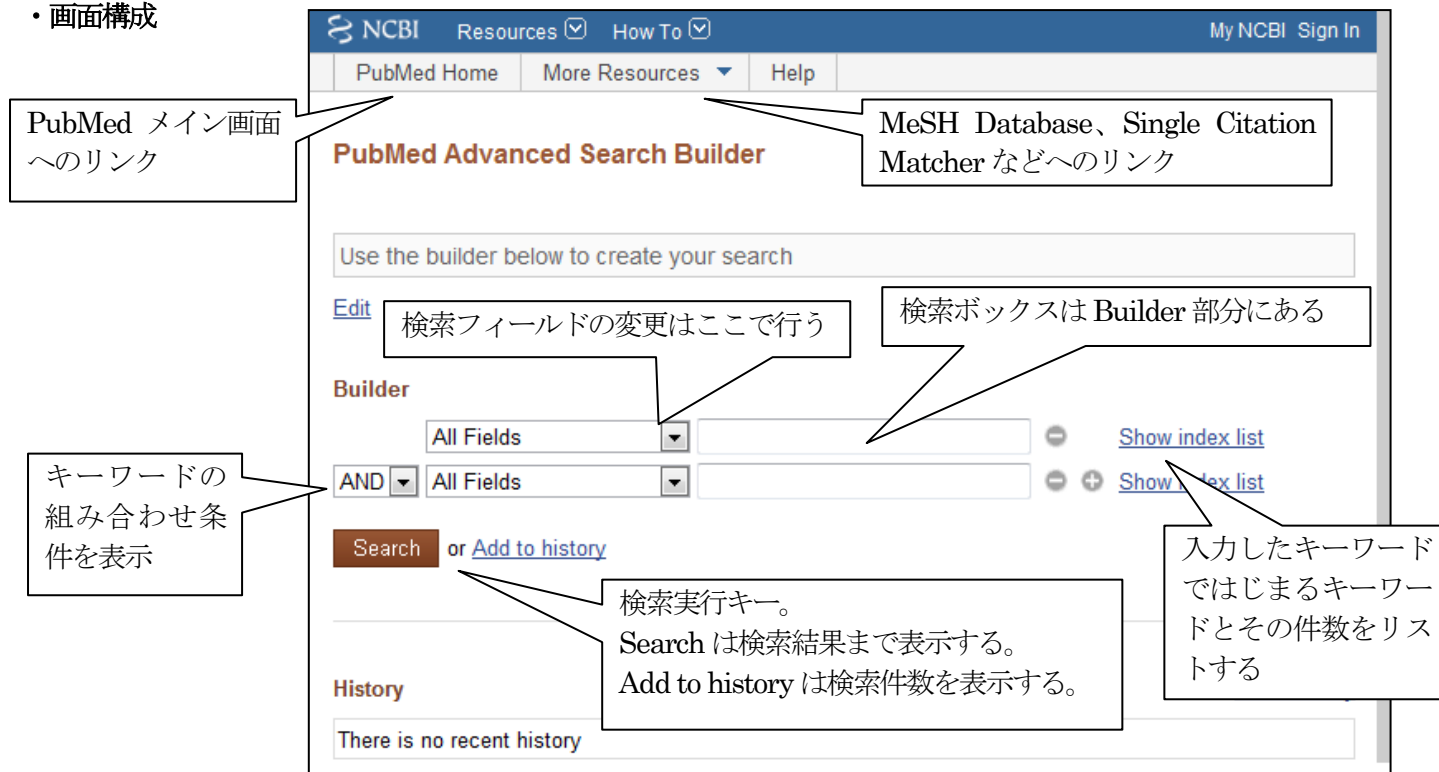 ・画面構成
NCBI Resources How To My NCBI Sign In
PubMed Home More Resources Help
PubMed メイン画面
へのリンク
MeSH Database、Single Citation
Matcher などへのリンク
PubMed Advanced Search Builder
Use the builder below to create your search
Edit
検索フィールドの変更はここで行う
検索ボックスは Builder 部分にある
Builder
All Fields Show index list
キーワードの
組み合わせ条
件を表示
AND All Fields Show index list
Search or Add to history
入力したキーワード
ではじまるキーワー
ドとその件数をリス
トする
検索実行キー。
Search は検索結果まで表示する。
Add to history は検索件数を表示する。
History
There is no recent history